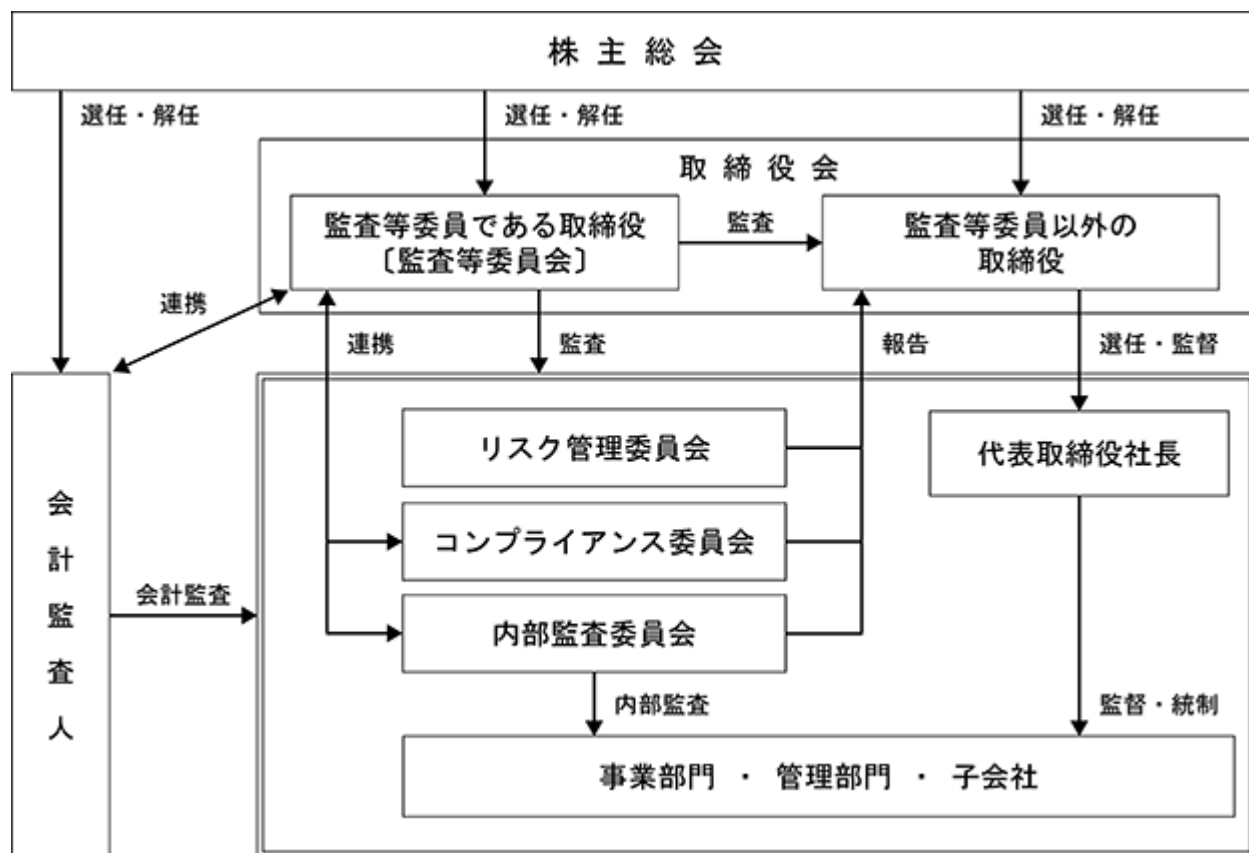 株主総会
選任・解任
選任・解任
選任・解任
取締役会
監査等委員である取締役
〔監査等委員会〕
監査
監査等委員以外の
取締役
連携
連携
監査
報告
選任・監督
リスク管理委員会
代表取締役社長
コンプライアンス委員会
会計監査人
会計監査
内部監査委員会
内部監査
監督・統制
事業部門 ・ 管理部門 ・ 子会社